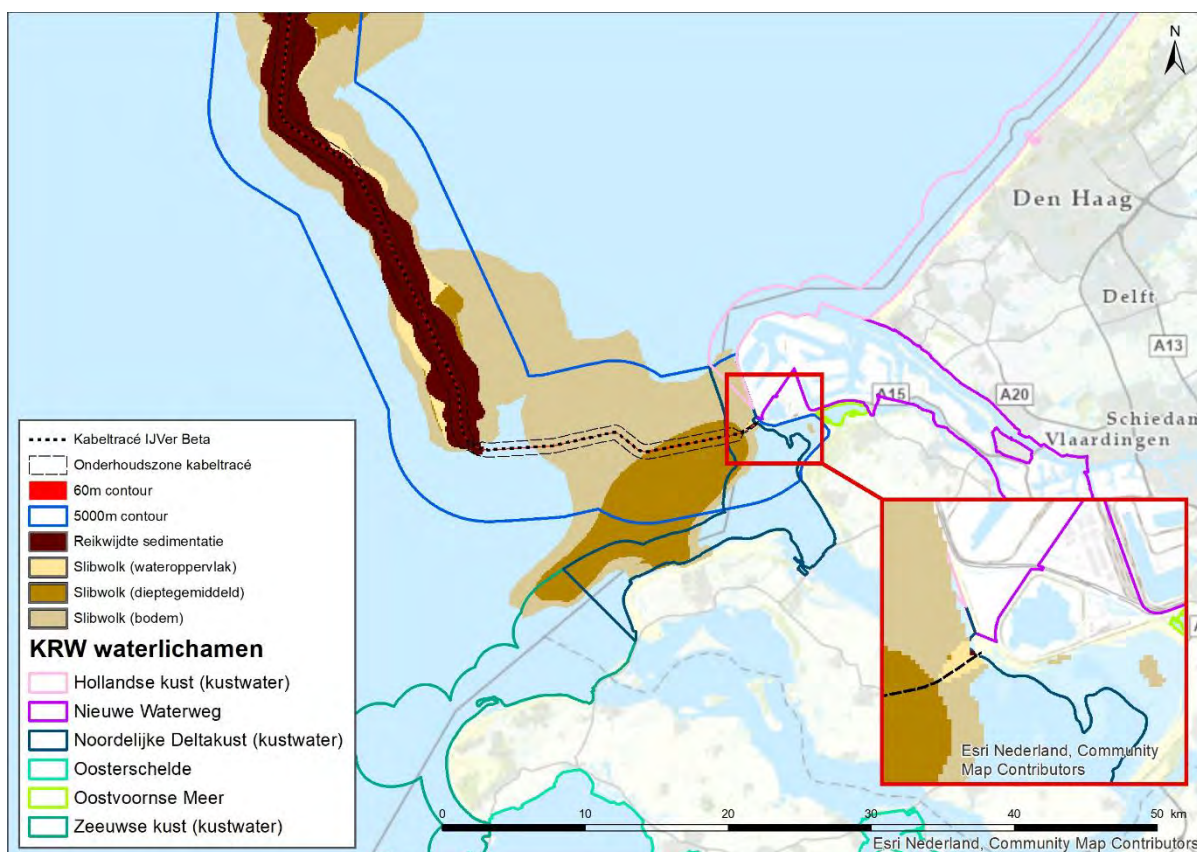 N
Den Haag
Delft
A13
A15
A20
Schiedam
Vlaardingen
Kabeltracé IJVer Beta
Onderhoudszone kabeltracé
60m contour
5000m contour
Reikwijdte sedimentatie
Slibwolk (wateroppervlak)
Slibwolk (dieptegemiddeld)
Slibwolk (bodem)
KRW waterlichamen
Hollandse kust (kustwater)
Nieuwe Waterweg
Noordelijke Deltakust (kustwater)
Oosterschelde
Oostvoornse Meer
Zeeuwse kust (kustwater)
A
Esri Nederland, Community
Map Contributors
0 10 20 30 40 50 km
Esri Nederland, Community Map Contributors